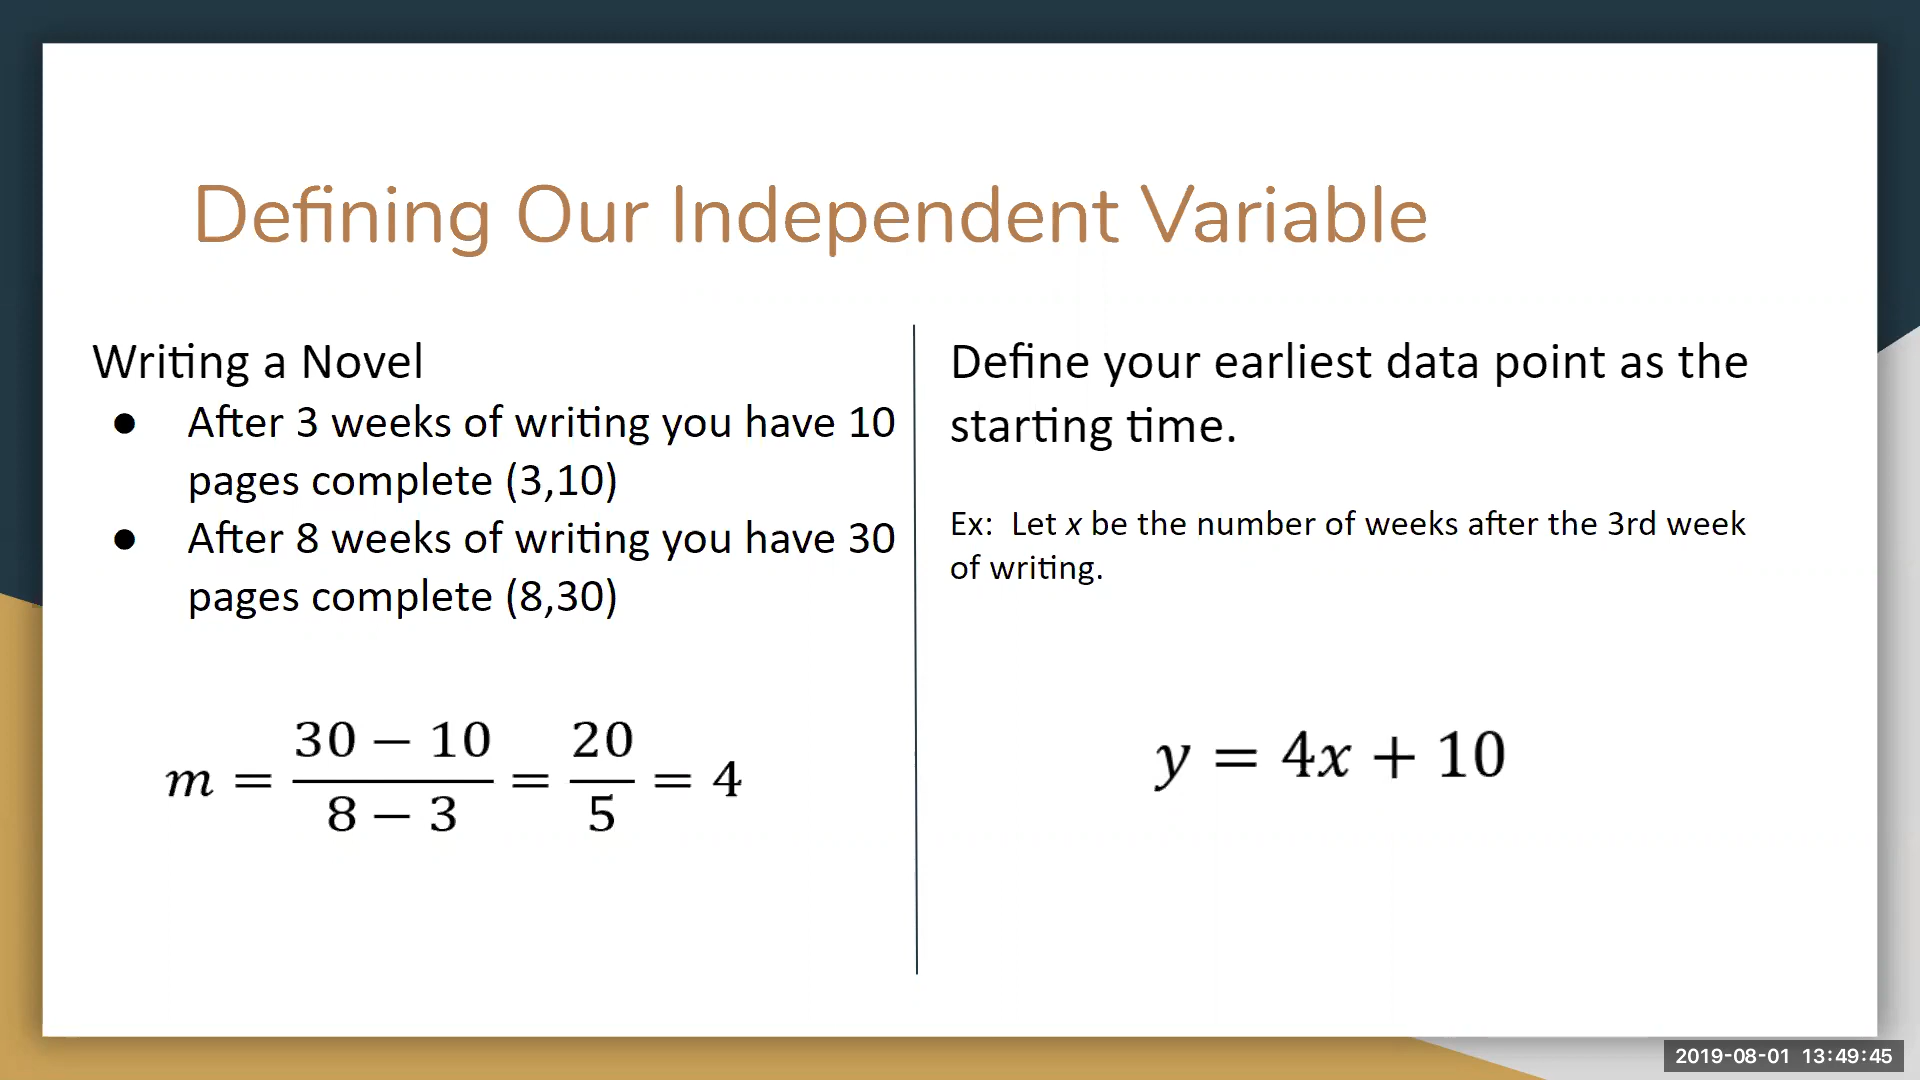 Defining Our Independent Variable
Writing a Novel
● After 3 weeks of writing you have 10
pages complete (3,10)
● After 8 weeks of writing you have 30
pages complete (8,30)
m = \frac{30 − 10}{8 − 3} = \frac{20}{5} = 4
Define your earliest data point as the
starting time.
Ex: Let x be the number of weeks after the 3rd week
of writing.
y = 4x + 10
2019-08-01 13:49:45